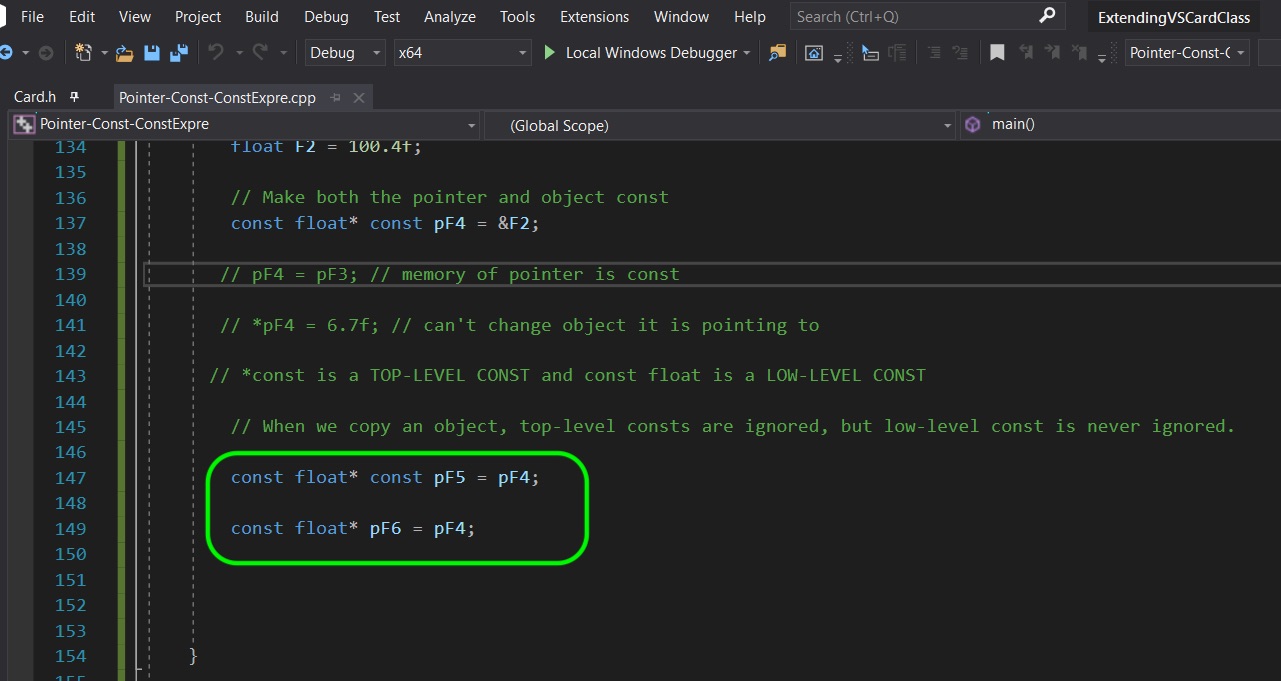 File Edit View Project Build Debug Test Analyze Tools Extensions Window Help Search (Ctrl+Q) ExtendingVSCardClass
Debug x64 Local Windows Debugger Pointer-Const-C
Card.h Pointer-Const-ConstExpre.cpp
Pointer-Const-ConstExpre (Global Scope) main()
134 float F2 = 100.4f;
135
136 // Make both the pointer and object const
137 const float* const pF4 = &F2;
138
139 // pF4 = pF3; // memory of pointer is const
140
141 // *pF4 = 6.7f; // can't change object it is pointing to
142
143 // *const is a TOP-LEVEL CONST and const float is a LOW-LEVEL CONST
144
145 // When we copy an object, top-level consts are ignored, but low-level const is never ignored.
146
147 const float* const pF5 = pF4;
148
149 const float* pF6 = pF4;
150
151
152
153
154 }
155